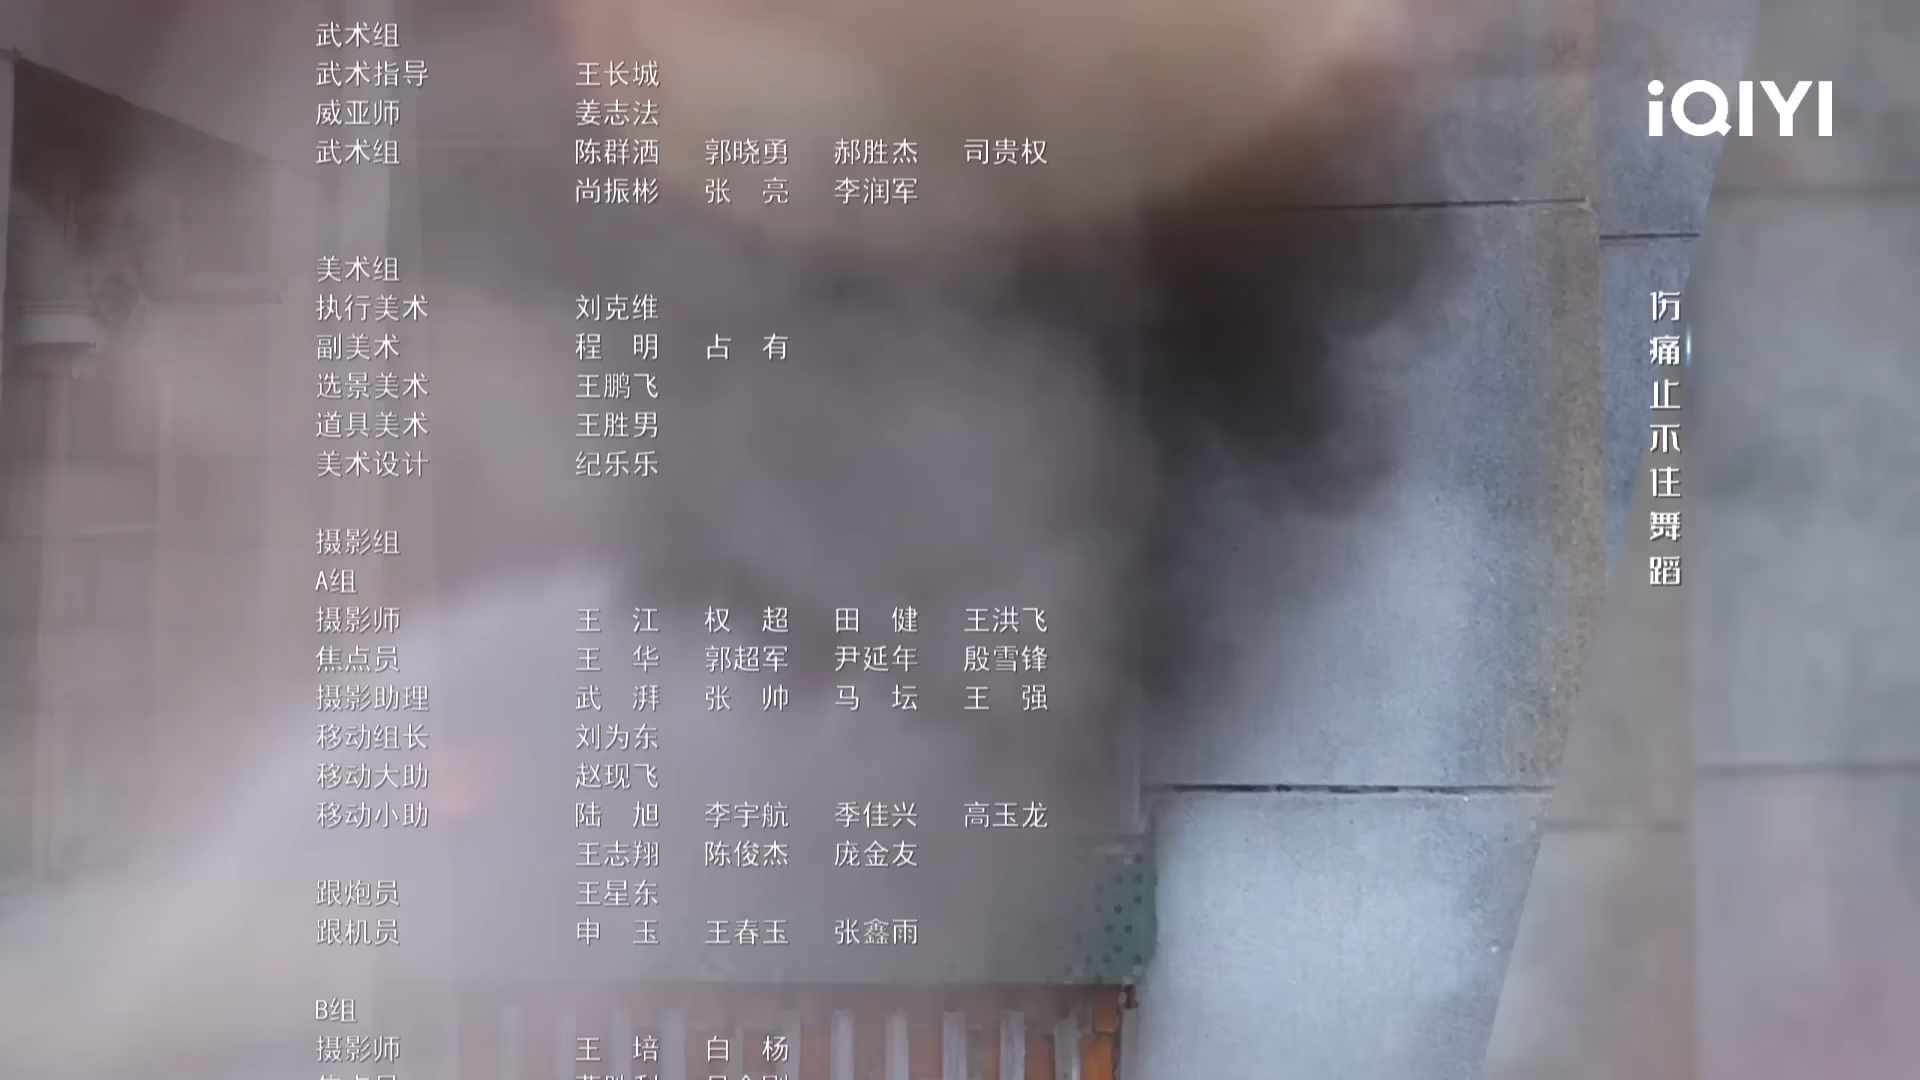 武术组
武术指导 王长城
威亚师 姜志法
武术组 陈群洒 郭晓勇 郝胜杰 司贵权
尚振彬 张 亮 李润军
美术组
执行美术 刘克维
副美术 程 明 占 有
选景美术 王鹏飞
道具美术 王胜男
美术设计 纪乐乐
摄影组
A组
摄影师 王 江 权 超 田 健 王洪飞
焦点员 王 华 郭超军 尹延年 殷雪锋
摄影助理 武 湃 张 帅 马 坛 王 强
移动组长 刘为东
移动大助 赵现飞
移动小助 陆 旭 李宇航 季佳兴 高玉龙
王志翔 陈俊杰 庞金友
跟炮员 王星东
跟机员 申 玉 王春玉 张鑫雨
B组
摄影师 王 培 白 杨
iQIYI
伤痛止不住舞蹈